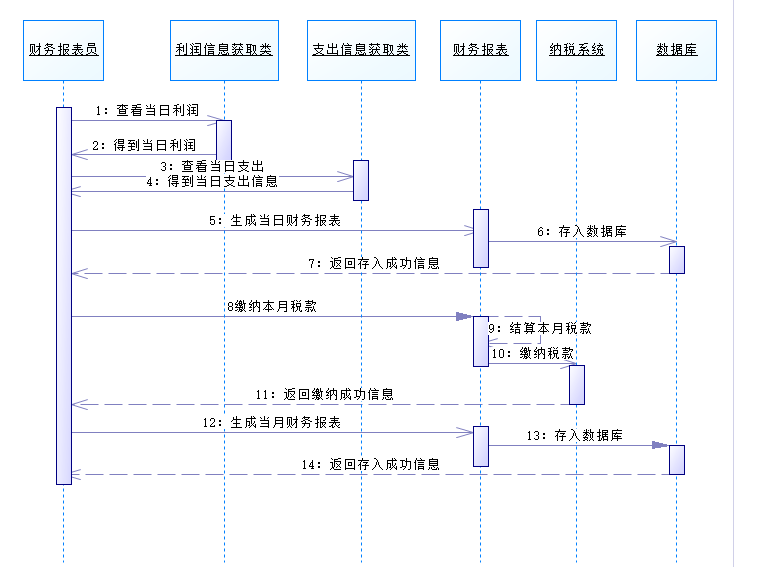 财务报表员
利润信息获取类
支出信息获取类
财务报表
纳税系统
数据库
1：查看当日利润
2：得到当日利润
3：查看当日支出
4：得到当日支出信息
5：生成当日财务报表
6：存入数据库
7：返回存入成功信息
8缴纳本月税款
9：结算本月税款
10：缴纳税款
11：返回缴纳成功信息
12：生成当月财务报表
13：存入数据库
14：返回存入成功信息